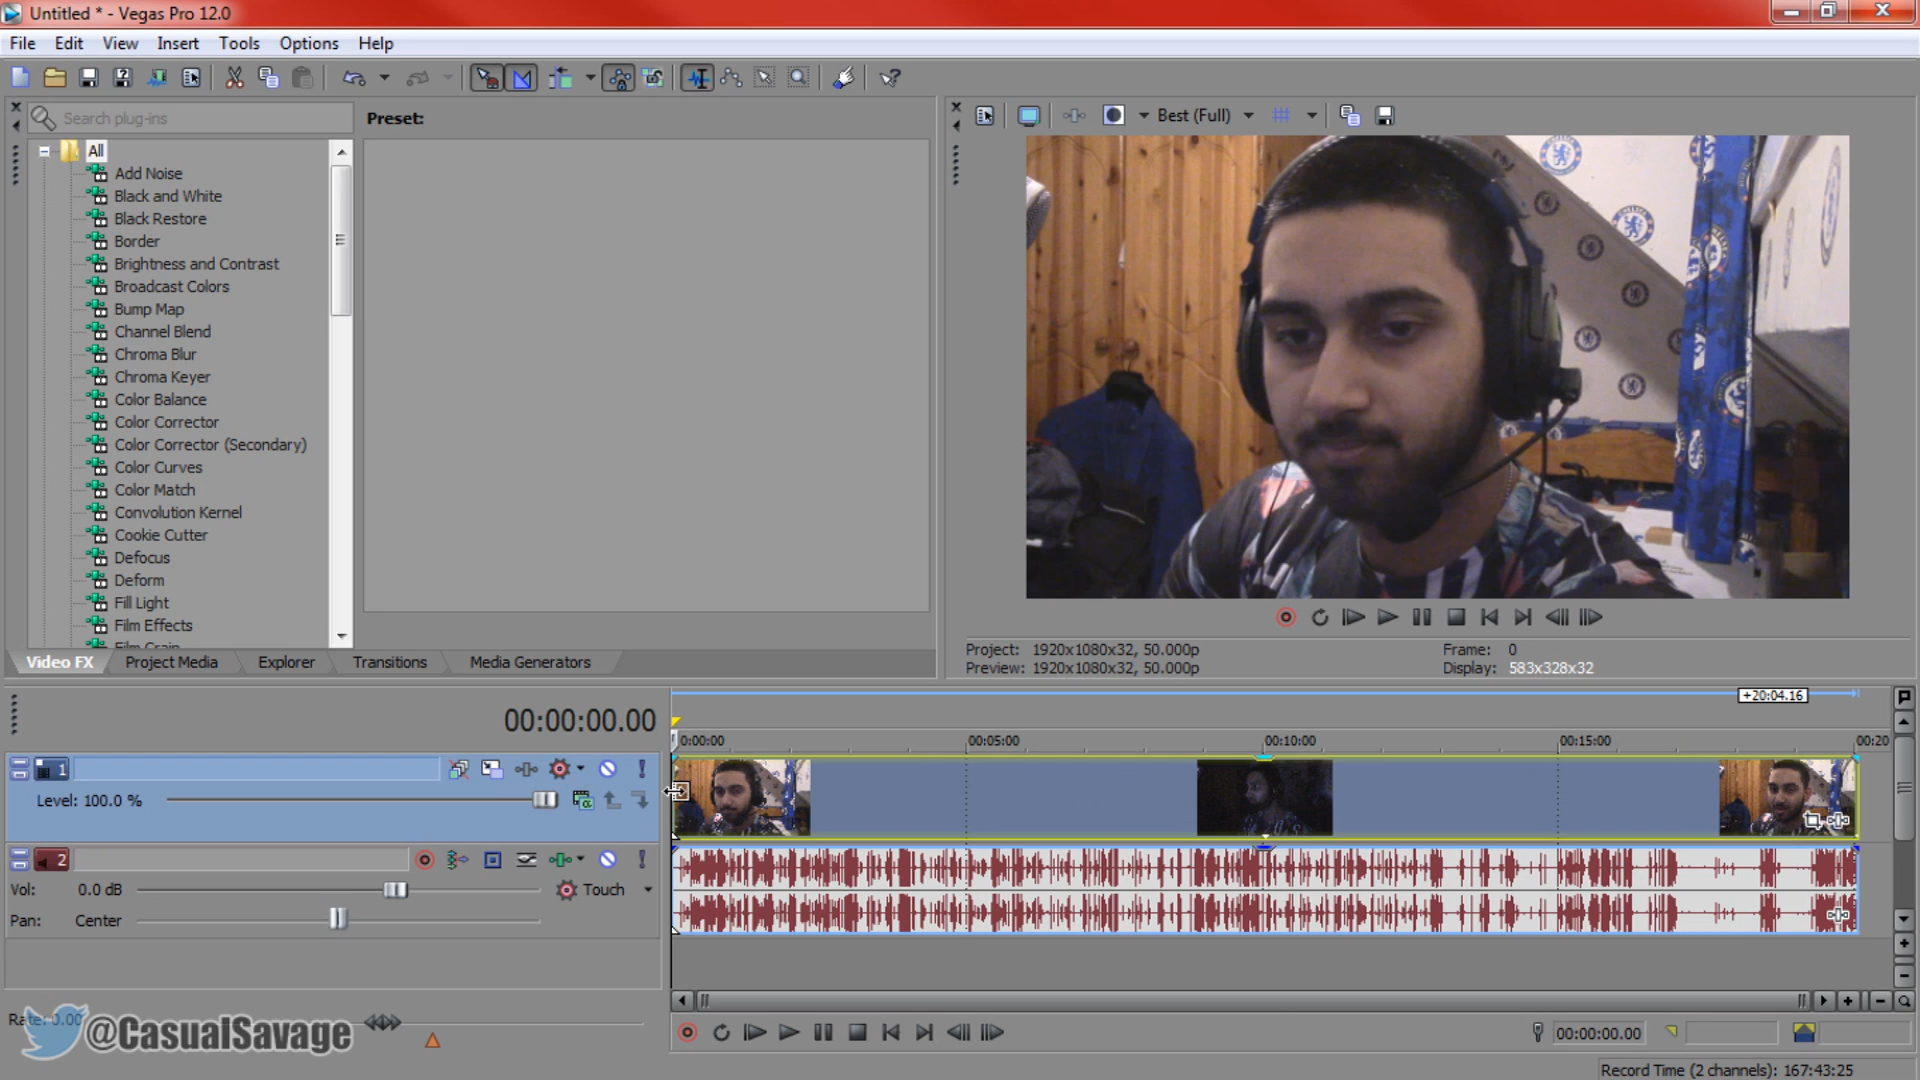 Untitled * - Vegas Pro 12.0
File Edit View Insert Tools Options Help
Search plug-ins
Preset:
Best (Full)
All
Add Noise
Black and White
Black Restore
Border
Brightness and Contrast
Broadcast Colors
Bump Map
Channel Blend
Chroma Blur
Chroma Keyer
Color Balance
Color Corrector
Color Corrector (Secondary)
Color Curves
Color Match
Convolution Kernel
Cookie Cutter
Defocus
Deform
Fill Light
Film Effects
Film Grain
Video FX Project Media Explorer Transitions Media Generators
Project: 1920x1080x32, 50.000p Frame: 0
Preview: 1920x1080x32, 50.000p Display: 583x328x32
+20:04.16
00:00:00.00
0:00:00 00:05:00 00:10:00 00:15:00 00:20
1
Level: 100.0 %
2
Vol: 0.0 dB Touch
Pan: Center
Rate: 0.00
@CasualSavage
00:00:00.00
Record Time (2 channels): 167:43:25